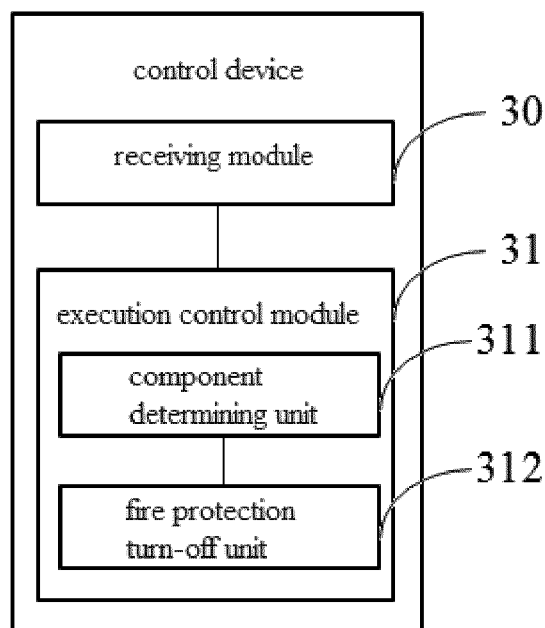 control device
receiving module
30
execution control module
31
component
determining unit
311
fire protection
turn-off unit
312